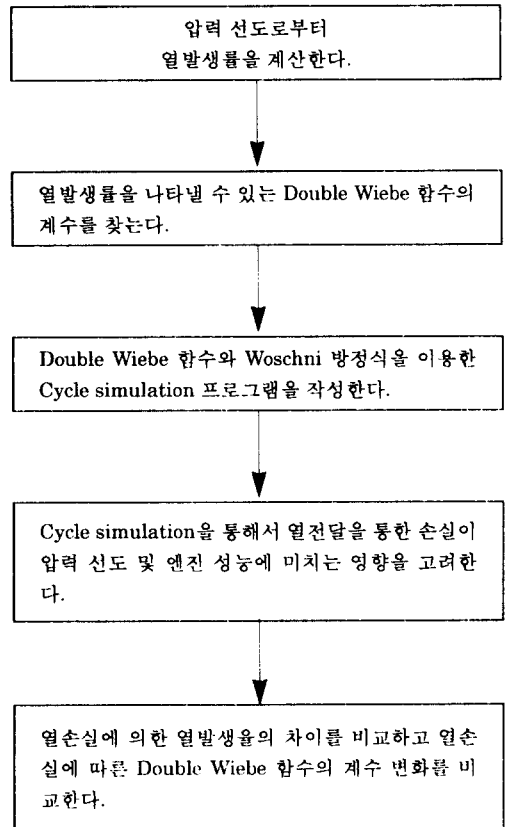 압력 선도로부터
열발생률을 계산한다.
열발생률을 나타낼 수 있는 Double Wiebe 함수의
계수를 찾는다.
Double Wiebe 함수와 Woschni 방정식을 이용한
Cycle simulation 프로그램을 작성한다.
Cycle simulation을 통해서 열전달을 통한 손실이
압력 선도 및 엔진 성능에 미치는 영향을 고려한
다.
열손실에 의한 열발생율의 차이를 비교하고 열손
실에 따른 Double Wiebe 함수의 계수 변화를 비
교한다.